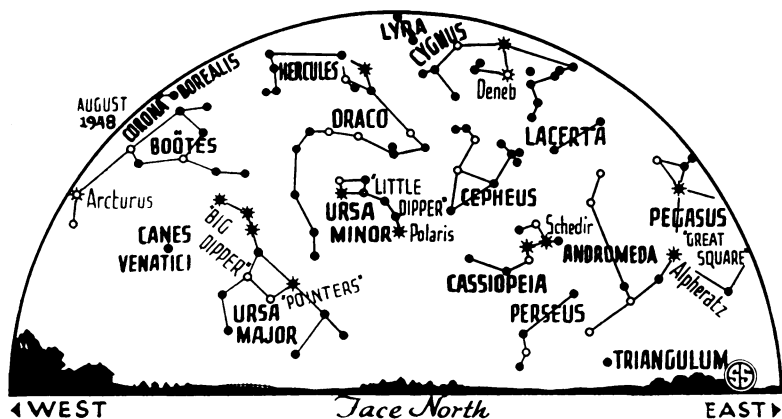 LYRA
CYGNUS
HERCULES
CORONA BOREALIS
AUGUST
1948
Deneb
DRACO
LACERTA
BOÖTES
Arcturus
"LITTLE
DIPPER"
CEPHEUS
URSA
MINOR
Polaris
"BIG
DIPPER"
CANES
VENATICI
Schedir
PEGASUS
"GREAT
SQUARE"
ANDROMEDA
Alpheratz
CASSIOPEIA
"POINTERS"
URSA
MAJOR
PERSEUS
TRIANGULUM
WEST
Face North
EAST